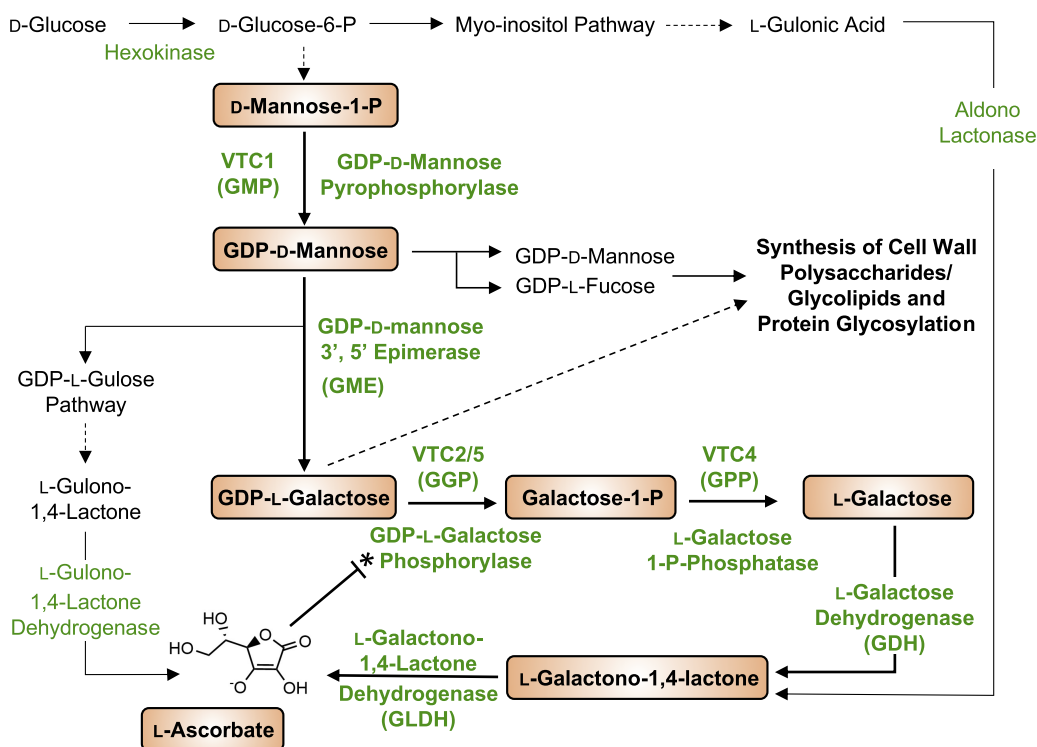 D-Glucose
Hexokinase
D-Glucose-6-P
Myo-inositol Pathway
L-Gulonic Acid
Aldono
Lactonase
D-Mannose-1-P
VTC1
(GMP)
GDP-D-Mannose
Pyrophosphorylase
GDP-D-Mannose
GDP-D-Mannose
GDP-L-Fucose
Synthesis of Cell Wall
Polysaccharides/
Glycolipids and
Protein Glycosylation
GDP-D-mannose
3’, 5’ Epimerase
(GME)
GDP-L-Gulose
Pathway
L-Gulono-
1,4-Lactone
L-Gulono-
1,4-Lactone
Dehydrogenase
GDP-L-Galactose
VTC2/5
(GGP)
GDP-L-Galactose
Phosphorylase
*
Galactose-1-P
VTC4
(GPP)
L-Galactose
1-P-Phosphatase
L-Galactose
L-Galactose
Dehydrogenase
(GDH)
L-Galactono-1,4-lactone
L-Galactono-
1,4-Lactone
Dehydrogenase
(GLDH)
HO
HO
O
O
-O
OH
L-Ascorbate